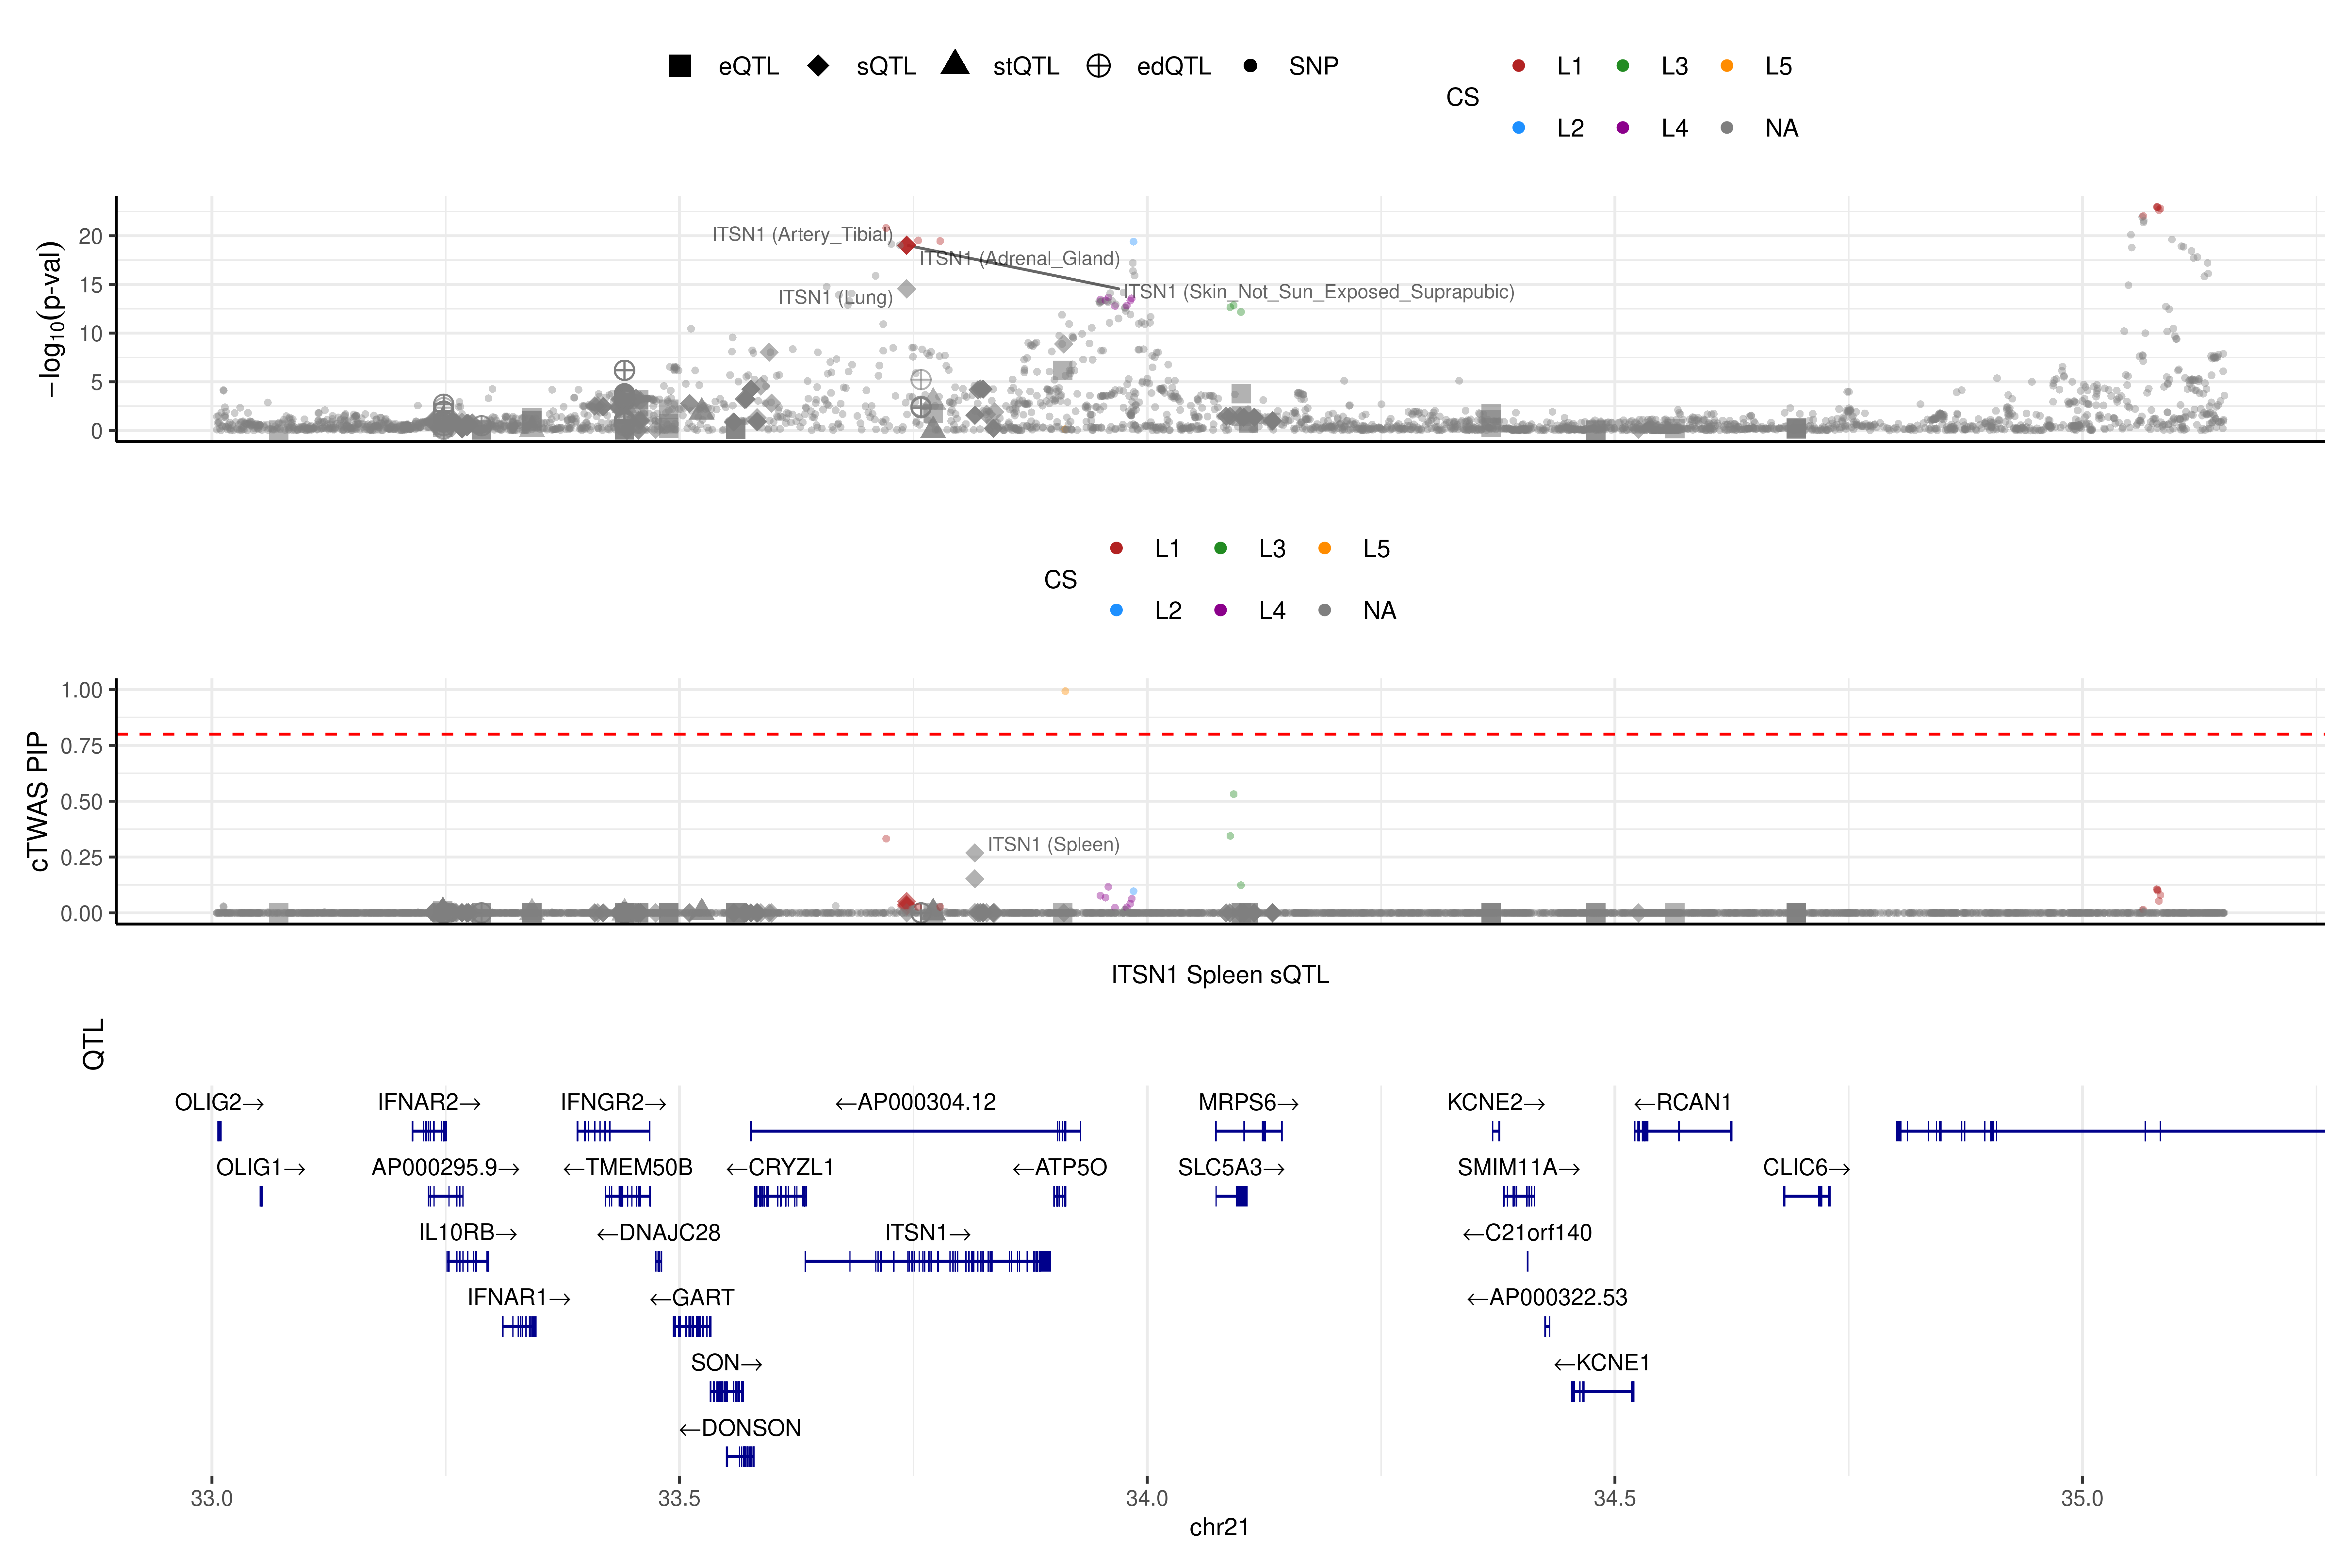 eQTL sQTL stQTL edQTL SNP
CS
L1 L3 L5
L2 L4 NA
−log10(p-val)
20
15
10
5
0
ITSN1 (Artery_Tibial)
ITSN1 (Adrenal_Gland)
ITSN1 (Lung)
ITSN1 (Skin_Not_Sun_Exposed_Suprapubic)
CS
L1 L3 L5
L2 L4 NA
cTWAS PIP
1.00
0.75
0.50
0.25
0.00
ITSN1 (Spleen)
ITSN1 Spleen sQTL
QTL
OLIG2→ IFNAR2→ IFNGR2→ ←AP000304.12 MRPS6→ KCNE2→ ←RCAN1
OLIG1→ AP000295.9→ ←TMEM50B ←CRYZL1 ←ATP5O SLC5A3→ SMIM11A→ CLIC6→
IL10RB→ ←DNAJC28 ITSN1→ ←C21orf140
IFNAR1→ ←GART ←AP000322.53
SON→ ←KCNE1
←DONSON
33.0 33.5 34.0 34.5 35.0
chr21